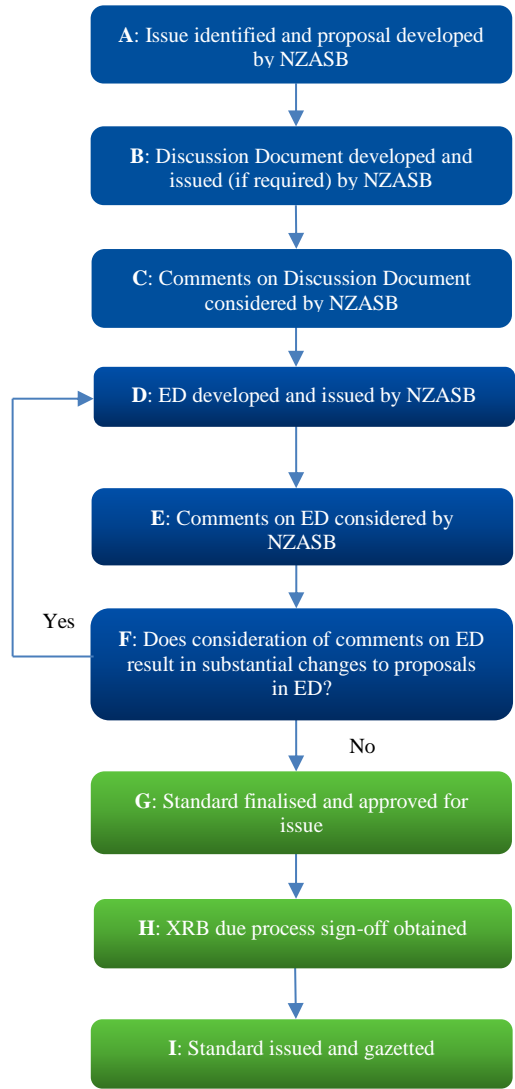 A: Issue identified and proposal developed
by NZASB
B: Discussion Document developed and
issued (if required) by NZASB
C: Comments on Discussion Document
considered by NZASB
D: ED developed and issued by NZASB
E: Comments on ED considered by
NZASB
Yes
F: Does consideration of comments on ED
result in substantial changes to proposals
in ED?
No
G: Standard finalised and approved for
issue
H: XRB due process sign-off obtained
I: Standard issued and gazetted